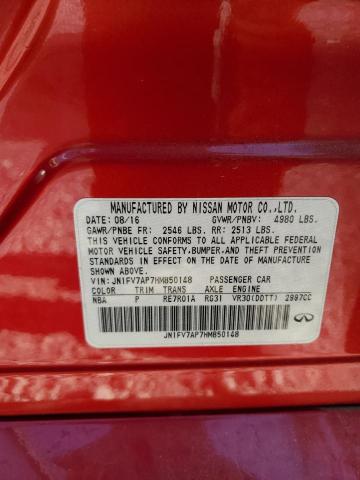 MANUFACTURED BY NISSAN MOTOR CO.,LTD.
DATE: 08/16 GVWR/PNBV: 4980 LBS.
GAWR/PNBE FR: 2546 LBS. RR: 2513 LBS.
THIS VEHICLE CONFORMS TO ALL APPLICABLE FEDERAL
MOTOR VEHICLE SAFETY,BUMPER,AND THEFT PREVENTION
STANDARDS IN EFFECT ON THE DATE OF MANUFACTURE
SHOWN ABOVE.
VIN: JN1FV7AP7HM850148 PASSENGER CAR
COLOR TRIM TRANS AXLE ENGINE
NBA P RE7R01A RG31 VR30(DDTT) 2997CC
JN1FV7AP7HM850148